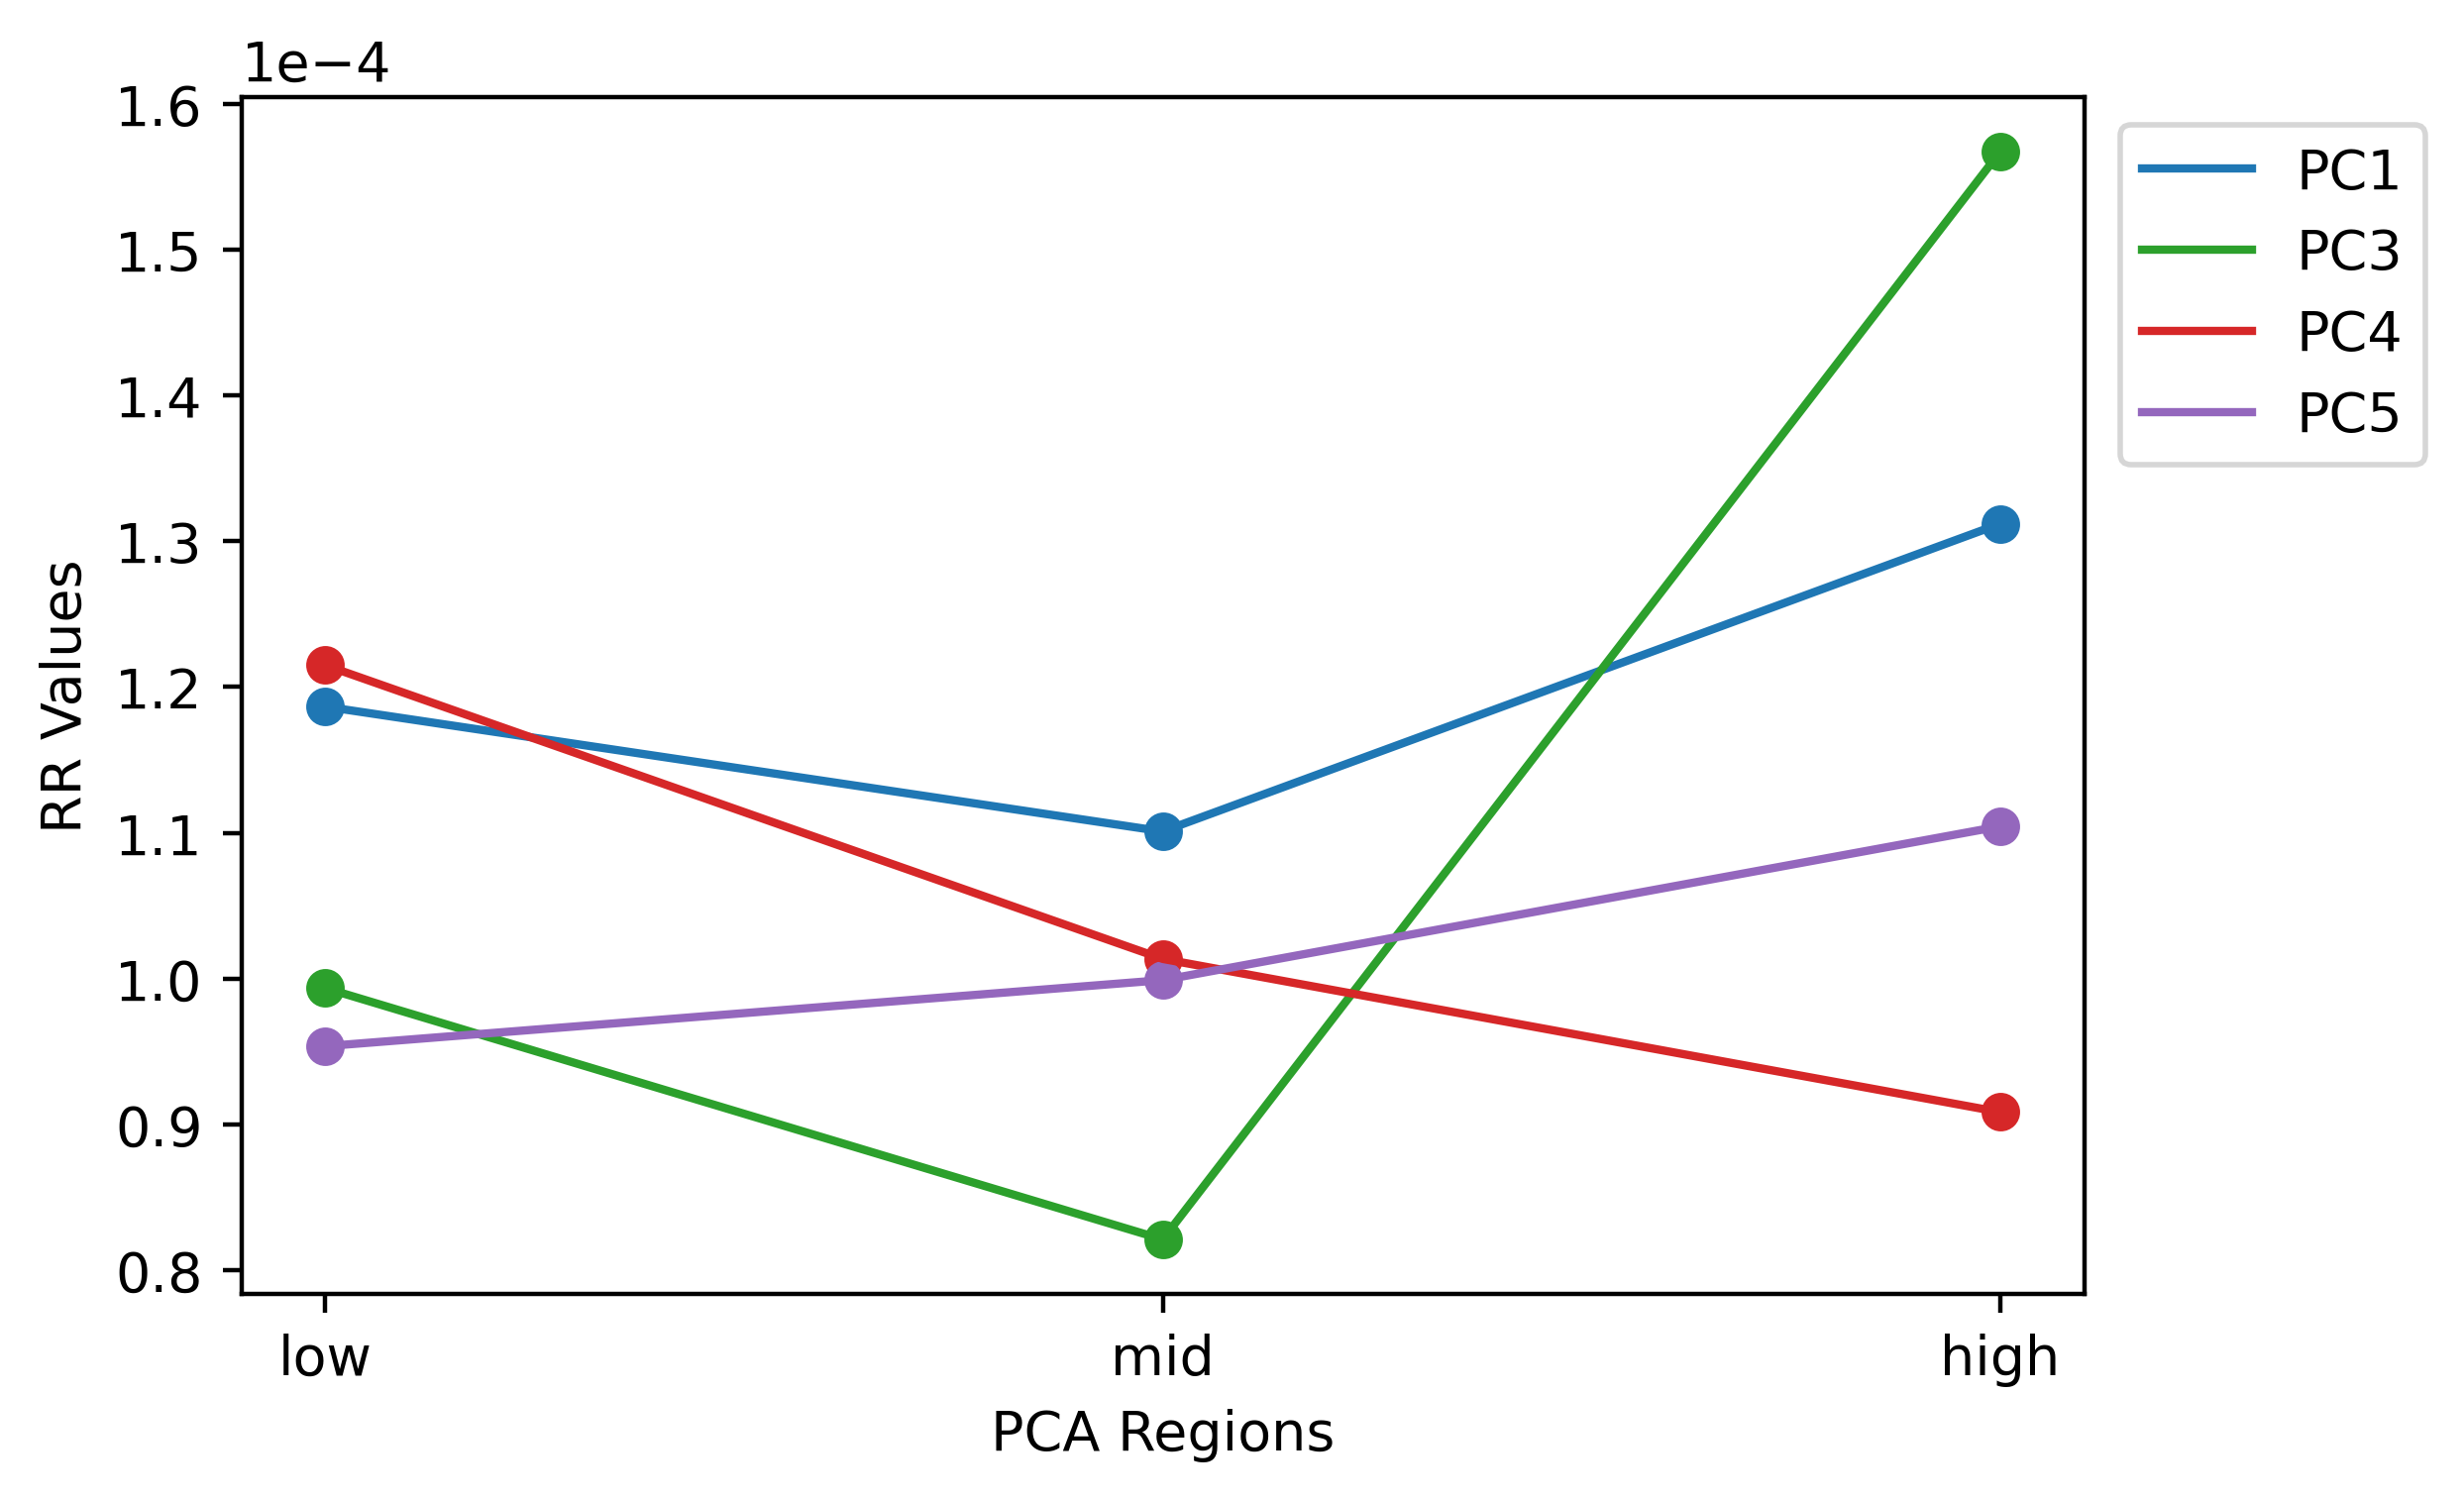 1e−4
1.6
1.5
1.4
1.3
1.2
1.1
1.0
0.9
0.8
RR Values
low
mid
high
PCA Regions
PC1
PC3
PC4
PC5